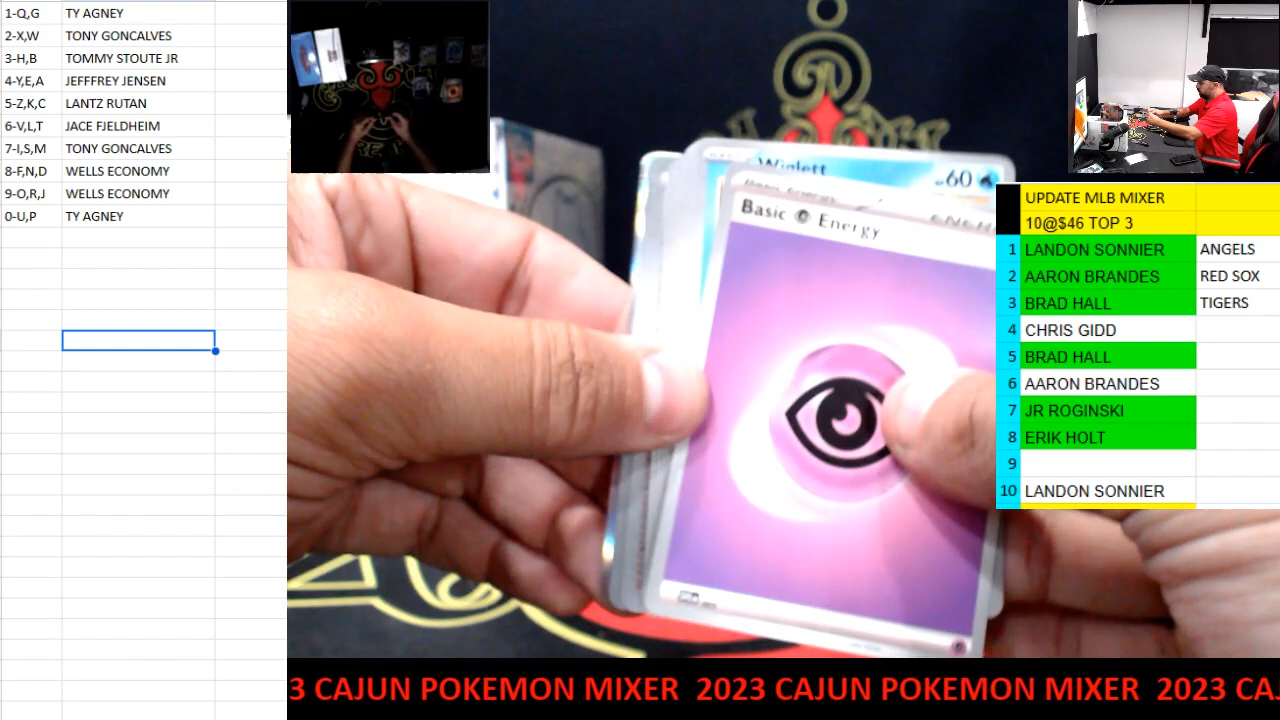 1-Q,G TY AGNEY
2-X,W TONY GONCALVES
3-H,B TOMMY STOUTE JR
4-Y,E,A JEFFFREY JENSEN
5-Z,K,C LANTZ RUTAN
6-V,L,T JACE FJELDHEIM
7-I,S,M TONY GONCALVES
8-F,N,D WELLS ECONOMY
9-O,R,J WELLS ECONOMY
0-U,P TY AGNEY
Wiglett 60
Basic Energy
Basic Energy
UPDATE MLB MIXER
10@$46 TOP 3
1 LANDON SONNIER ANGELS
2 AARON BRANDES RED SOX
3 BRAD HALL TIGERS
4 CHRIS GIDD
5 BRAD HALL
6 AARON BRANDES
7 JR ROGINSKI
8 ERIK HOLT
9
10 LANDON SONNIER
3 CAJUN POKEMON MIXER 2023 CAJUN POKEMON MIXER 2023 CAJ